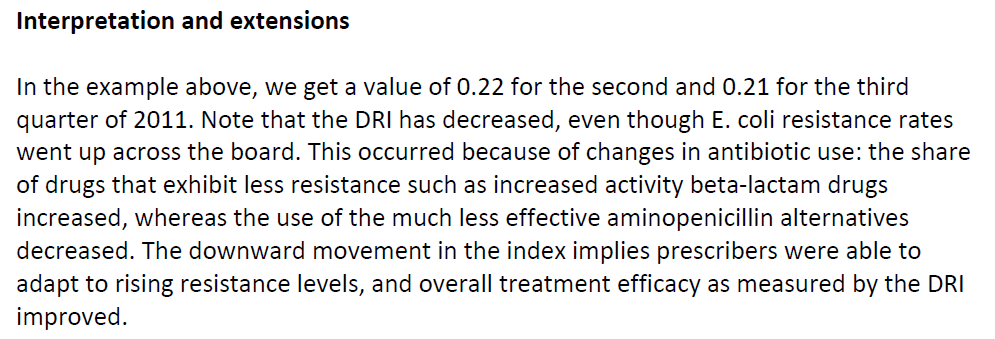 Interpretation and extensions
In the example above, we get a value of 0.22 for the second and 0.21 for the third
quarter of 2011. Note that the DRI has decreased, even though E. coli resistance rates
went up across the board. This occurred because of changes in antibiotic use: the share
of drugs that exhibit less resistance such as increased activity beta-lactam drugs
increased, whereas the use of the much less effective aminopenicillin alternatives
decreased. The downward movement in the index implies prescribers were able to
adapt to rising resistance levels, and overall treatment efficacy as measured by the DRI
improved.